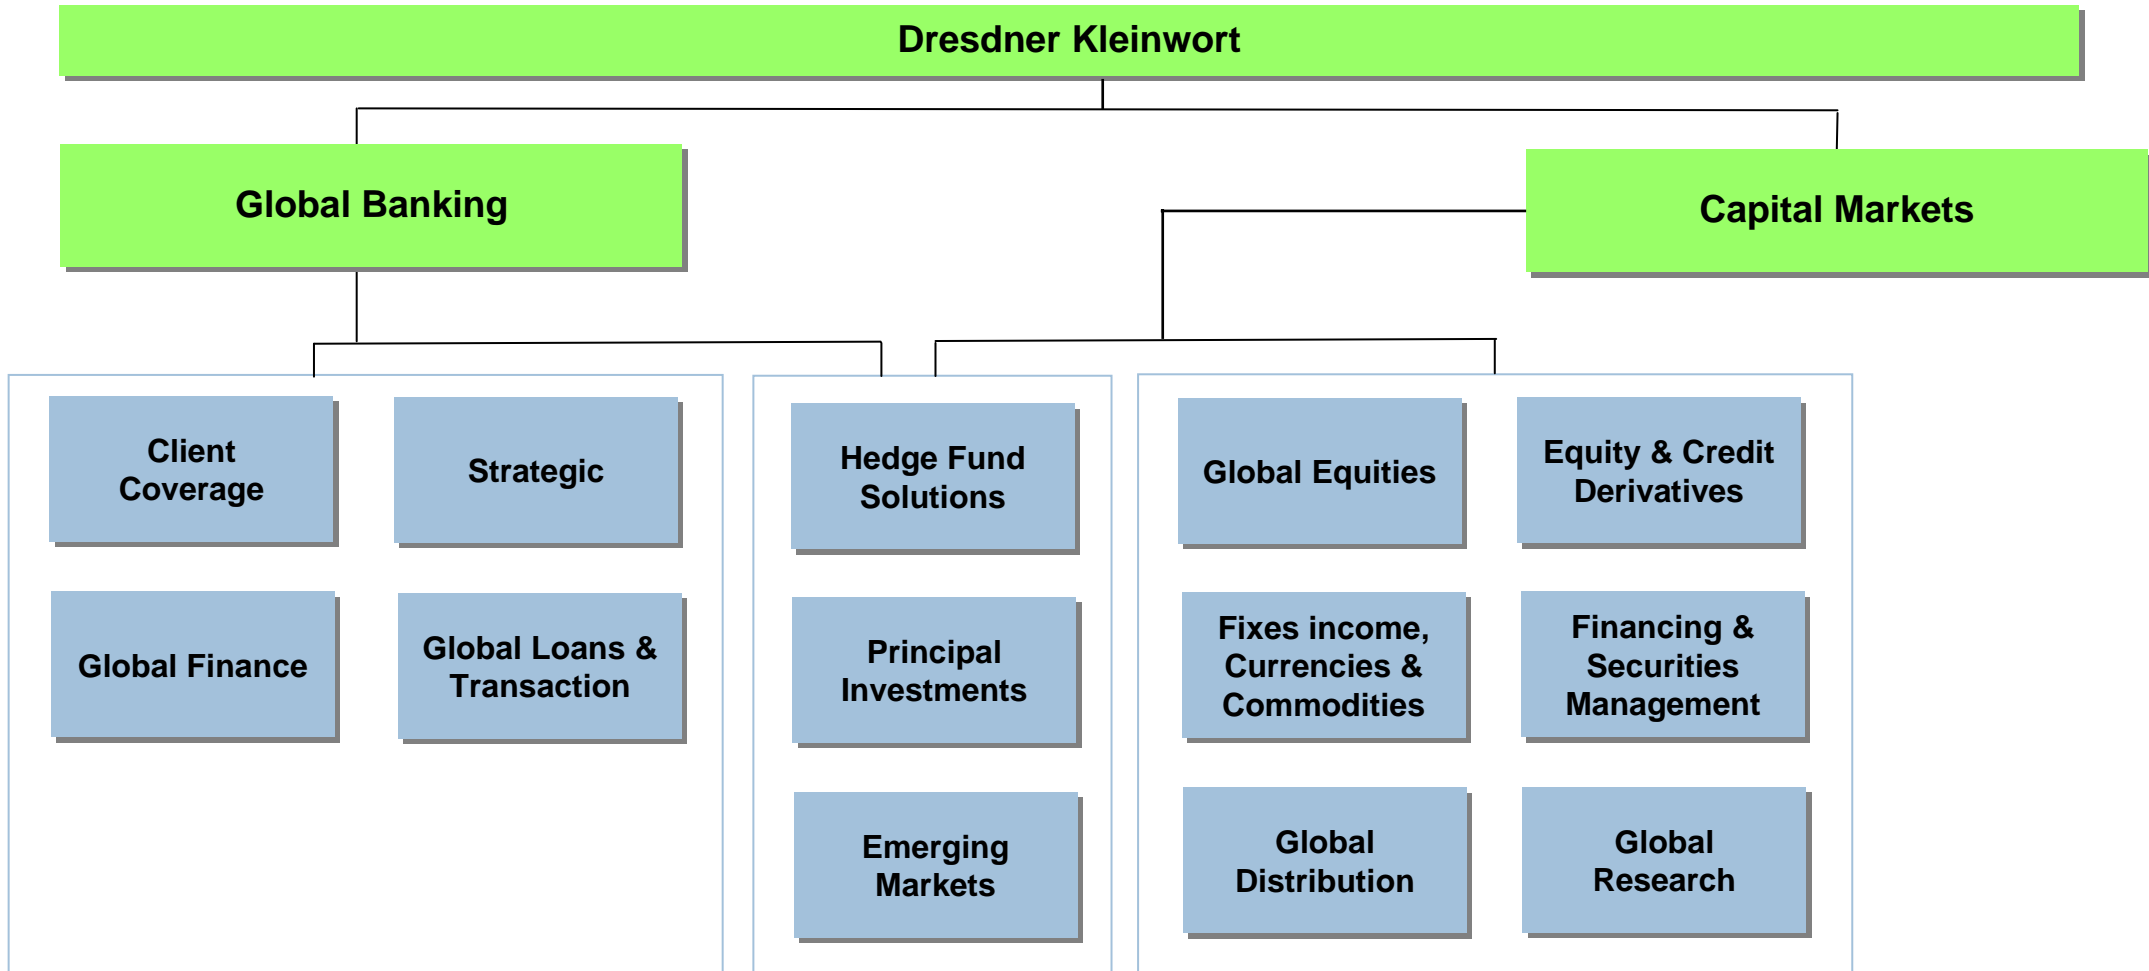 Dresdner Kleinwort
Global Banking
Capital Markets
Client
Coverage
Strategic
Global Finance
Global Loans &
Transaction
Hedge Fund
Solutions
Principal
Investments
Emerging
Markets
Global Equities
Equity & Credit
Derivatives
Fixes income,
Currencies &
Commodities
Financing &
Securities
Management
Global
Distribution
Global
Research